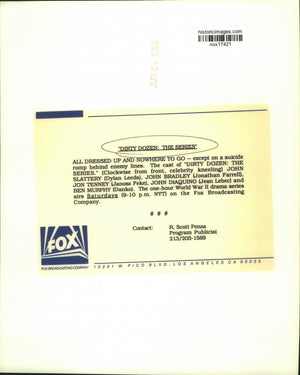 historicimages.com
nox17421
"DIRTY DOZEN: THE SERIES"
ALL DRESSED UP AND NOWHERE TO GO -- except on a suicide
romp behind enemy lines. The cast of "DIRTY DOZEN: THE
SERIES." (Clockwise from front, celebrity kneeling) JOHN
SLATTERY (Dylan Leeds), JOHN BRADLEY (Jonathan Farrell),
JON TENNEY (Janosz Feke), JOHN DIAQUINO (Jean Lebec) and
BEN MURPHY (Danko). The one-hour World War II drama series
airs Saturdays (9-10 p.m. NYT) on the Fox Broadcasting
Company.
# # #
Contact:
R. Scott Penza
Program Publicist
213/203-1589
FOX
FOX BROADCASTING COMPANY
10201 W. PICO BLVD, LOS ANGELES CA 90035